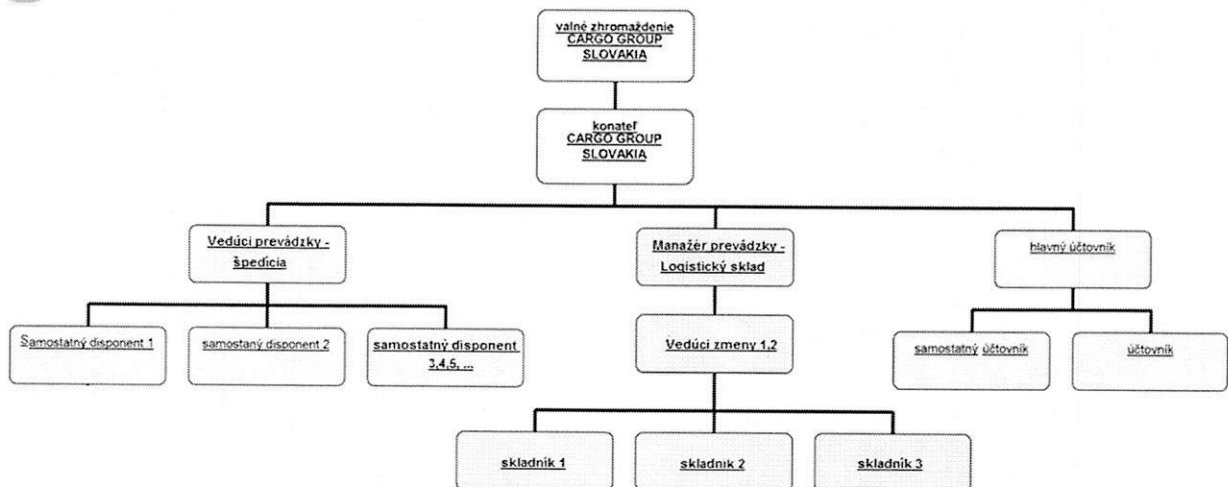 valné zhromaždenie
CARGO GROUP
SLOVAKIA
konateľ
CARGO GROUP
SLOVAKIA
Vedúci prevádzky -
špedícia
Manažér prevádzky -
Logistický sklad
hlavný účtovník
Samostatný disponent 1
samostaný disponent 2
samostatný disponent
3,4,5, ...
Vedúci zmeny 1,2
samostatný účtovník
účtovník
skladník 1
skladník 2
skladník 3